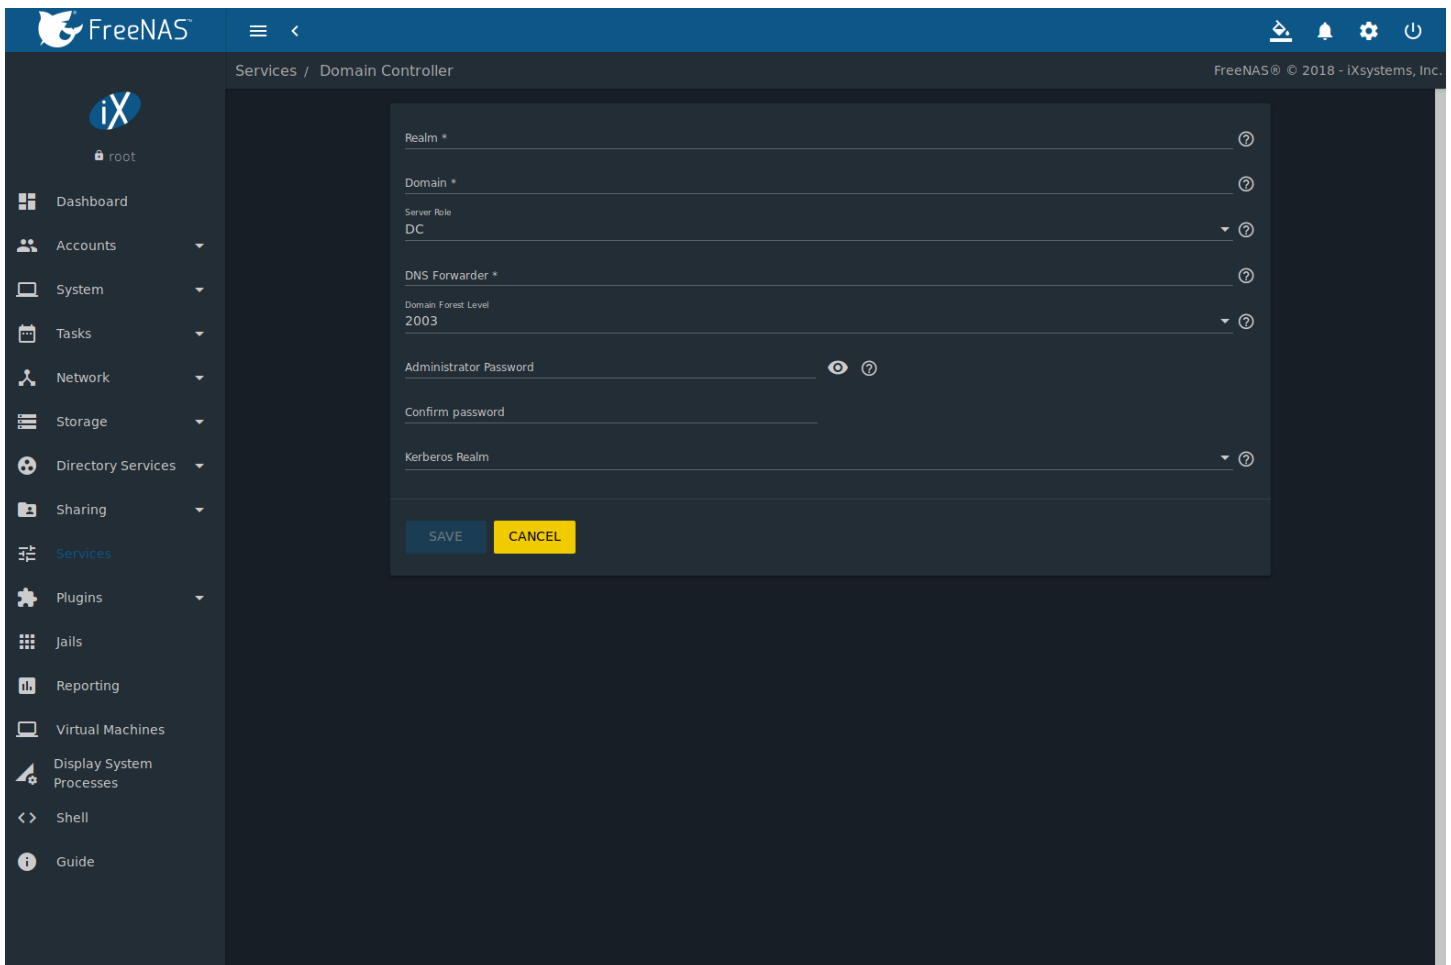 FreeNAS™
Services / Domain Controller
FreeNAS® © 2018 - iXsystems, Inc.
iX
root
Dashboard
Accounts
System
Tasks
Network
Storage
Directory Services
Sharing
Services
Plugins
Jails
Reporting
Virtual Machines
Display System
Processes
Shell
Guide
Realm *
Domain *
Server Role
DC
DNS Forwarder *
Domain Forest Level
2003
Administrator Password
Confirm password
Kerberos Realm
SAVE
CANCEL